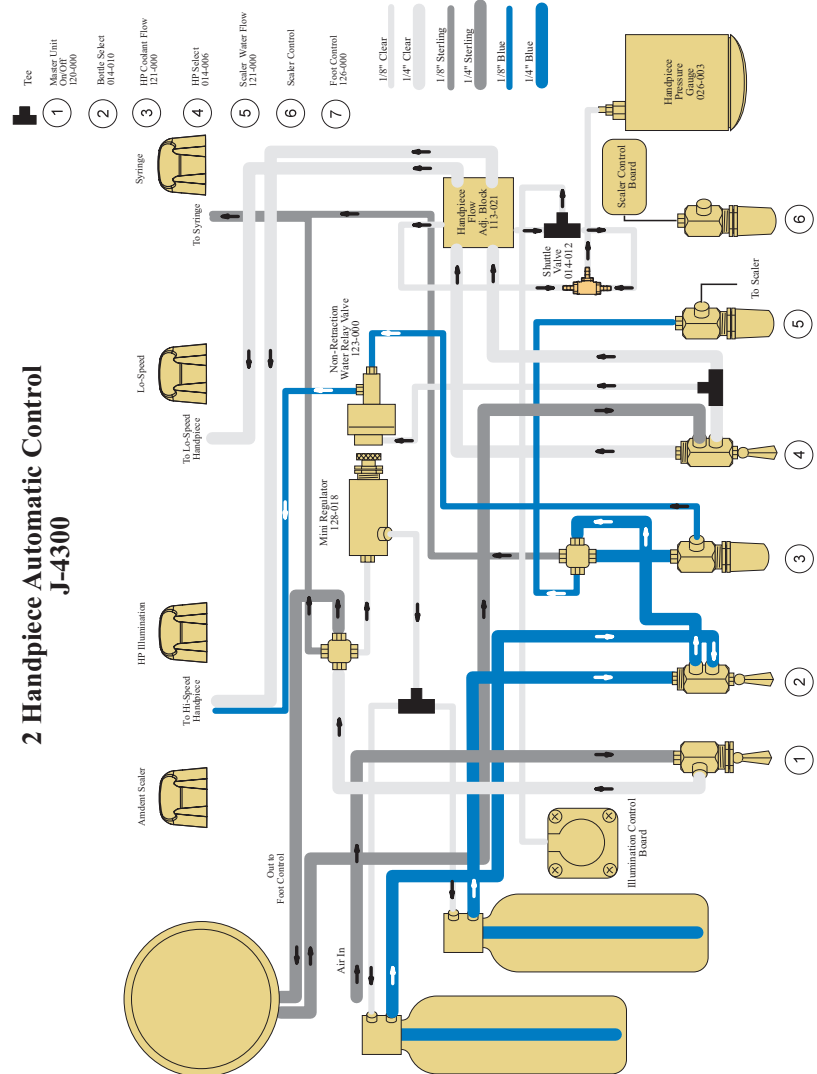 2 Handpiece Automatic Control
J-4300
Tee
1
Master Unit
On/Off
120-000
2
Bottle Select
014-010
3
HP Coolant Flow
121-000
4
HP Select
014-006
5
Scaler Water Flow
121-000
6
Scaler Control
7
Foot Control
126-000
1/8" Clear
1/4" Clear
1/8" Sterling
1/4" Sterling
1/8" Blue
1/4" Blue
Amdent Scaler
HP Illumination
Lo-Speed
Syringe
To Hi-Speed
Handpiece
To Lo-Speed
Handpiece
To Syringe
Out to
Foot Control
Air In
Mini Regulator
128-018
Non-Retraction
Water Relay Valve
123-000
Handpiece
Flow
Adj. Block
113-021
Shuttle
Valve
014-012
Handpiece
Pressure
Gauge
026-003
Scaler Control
Board
To Scaler
Illumination Control
Board
1
2
3
4
5
6